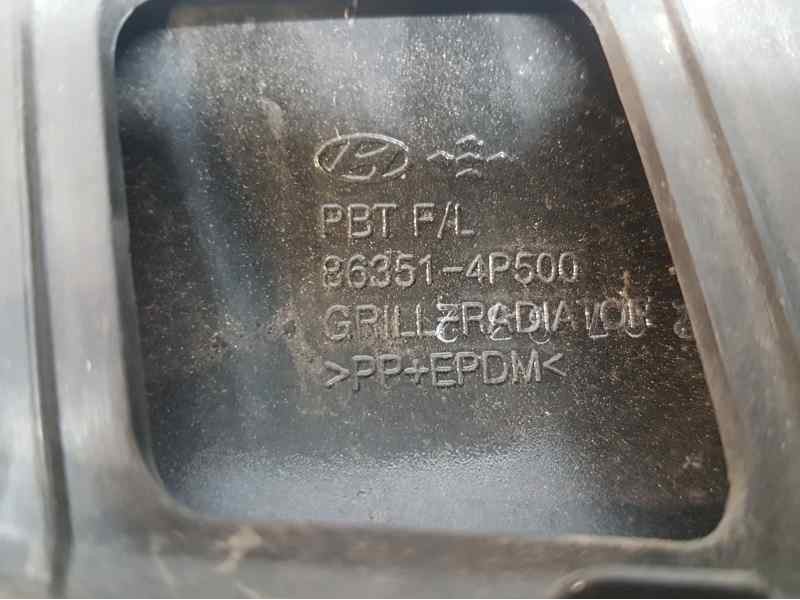 PBT F/L
86351-4P500
GRILL-RADIATOR
>PP+EPDM<